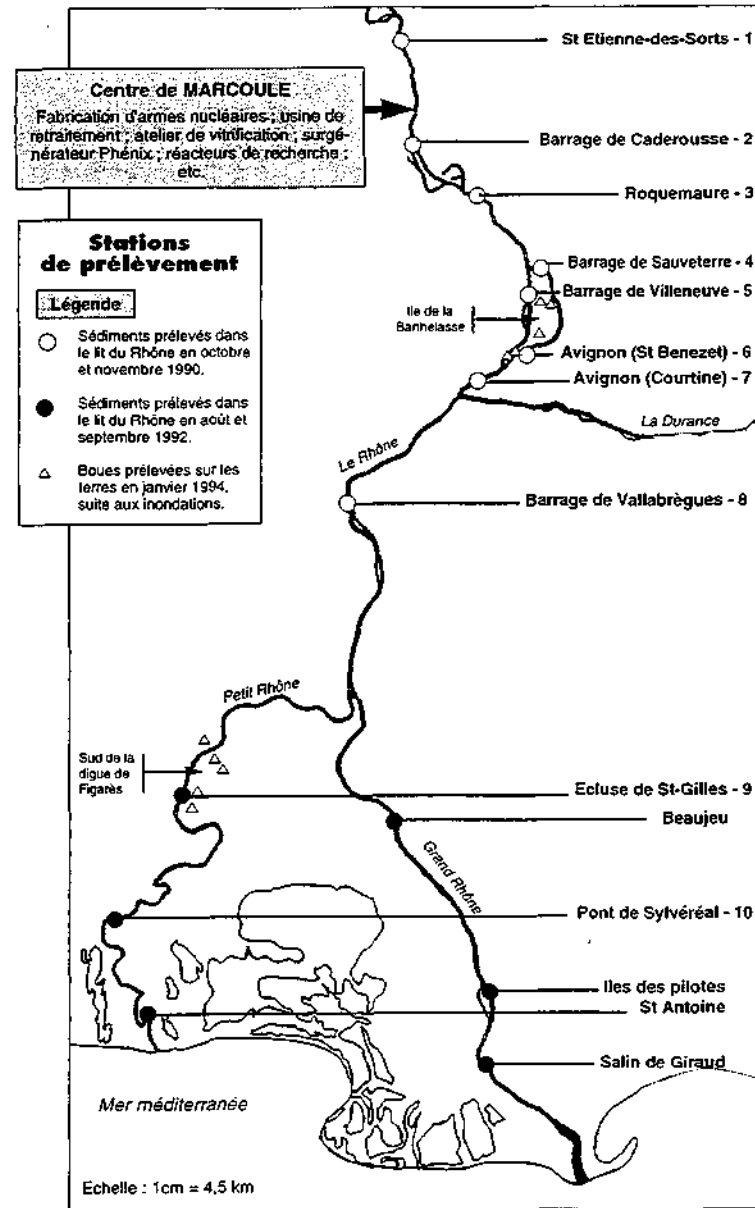 St Etienne-des-Sorts - 1
Centre de MARCOULE
Fabrication d'armes nucléaires ; usine de
retraitement ; atelier de vitrification ; surgé-
nérateur Phénix ; réacteurs de recherche ;
etc.
Barrage de Caderousse - 2
Roquemaure - 3
Stations
de prélèvement
Légende
Sédiments prélevés dans
le lit du Rhône en octobre
et novembre 1990.
Sédiments prélevés dans
le lit du Rhône en août et
septembre 1992.
Boues prélevées sur les
terres en janvier 1994,
suite aux inondations.
Barrage de Sauveterre - 4
Barrage de Villeneuve - 5
Ile de la
Barthelasse
Avignon (St Benezet) - 6
Avignon (Courtine) - 7
La Durance
Le Rhône
Barrage de Vallabrègues - 8
Petit Rhône
Sud de la
digue de
Figarès
Ecluse de St-Gilles - 9
Beaujeu
Grand Rhône
Pont de Sylvéréal - 10
Iles des pilotes
St Antoine
Salin de Giraud
Mer méditerranée
Echelle : 1cm = 4,5 km